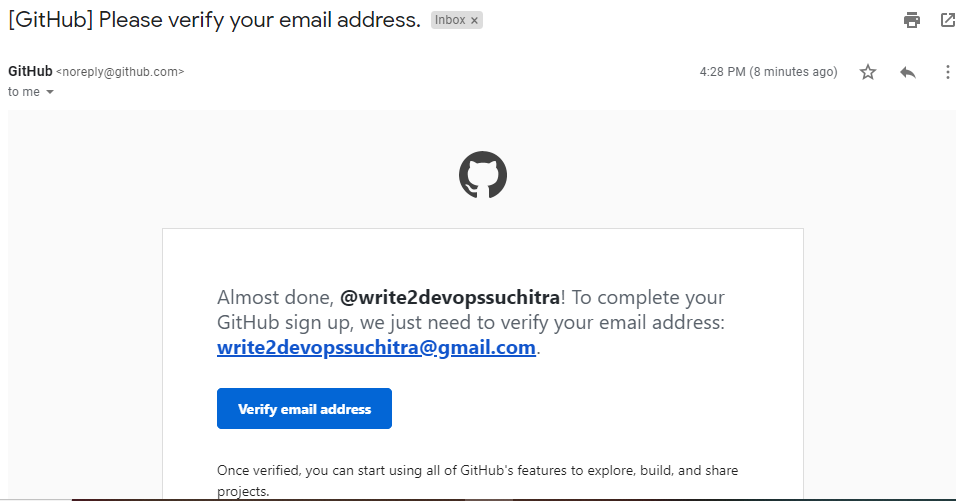 [GitHub] Please verify your email address. Inbox x
GitHub <noreply@github.com> 4:28 PM (8 minutes ago)
to me
Almost done, @write2devopssuchitra! To complete your
GitHub sign up, we just need to verify your email address:
write2devopssuchitra@gmail.com.
Verify email address
Once verified, you can start using all of GitHub's features to explore, build, and share
projects.